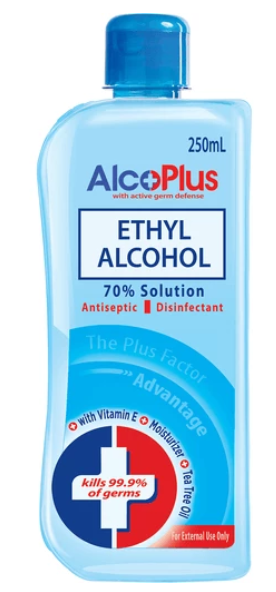 250mL
AlcoPlus
with active germ defense
ETHYL
ALCOHOL
70% Solution
Antiseptic Disinfectant
The Plus Factor
Advantage
with Vitamin E Moisturizer Tea Tree Oil
kills 99.9%
of germs
For External Use Only